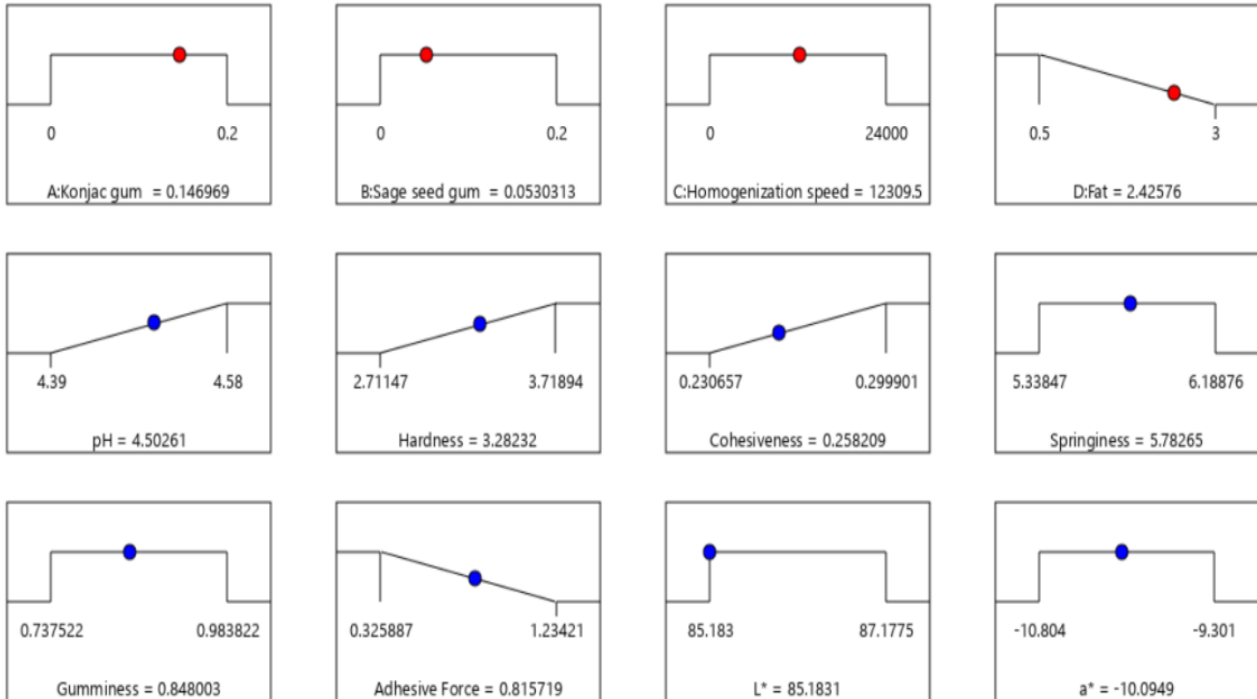 0 0.2
A:Konjac gum = 0.146969
0 0.2
B:Sage seed gum = 0.0530313
0 24000
C:Homogenization speed = 12309.5
0.5 3
D:Fat = 2.42576
4.39 4.58
pH = 4.50261
2.71147 3.71894
Hardness = 3.28232
0.230657 0.299901
Cohesiveness = 0.258209
5.33847 6.18876
Springiness = 5.78265
0.737522 0.983822
Gumminess = 0.848003
0.325887 1.23421
Adhesive Force = 0.815719
85.183 87.1775
L* = 85.1831
-10.804 -9.301
a* = -10.0949